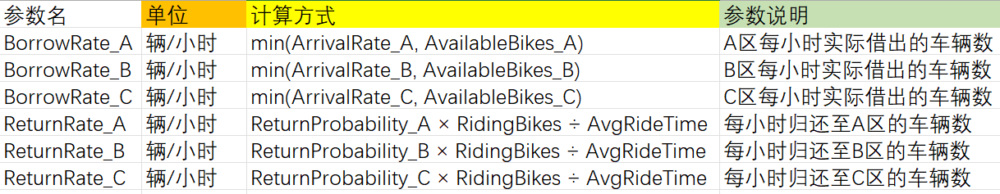 参数名 单位 计算方式 参数说明
BorrowRate_A 辆/小时 min(ArrivalRate_A, AvailableBikes_A) A区每小时实际借出的车辆数
BorrowRate_B 辆/小时 min(ArrivalRate_B, AvailableBikes_B) B区每小时实际借出的车辆数
BorrowRate_C 辆/小时 min(ArrivalRate_C, AvailableBikes_C) C区每小时实际借出的车辆数
ReturnRate_A 辆/小时 ReturnProbability_A × RidingBikes ÷ AvgRideTime 每小时归还至A区的车辆数
ReturnRate_B 辆/小时 ReturnProbability_B × RidingBikes ÷ AvgRideTime 每小时归还至B区的车辆数
ReturnRate_C 辆/小时 ReturnProbability_C × RidingBikes ÷ AvgRideTime 每小时归还至C区的车辆数